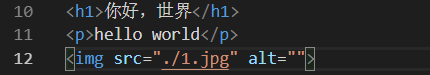 10 <h1>你好，世界</h1>
11 <p>hello world</p>
12 <img src="./1.jpg" alt="">